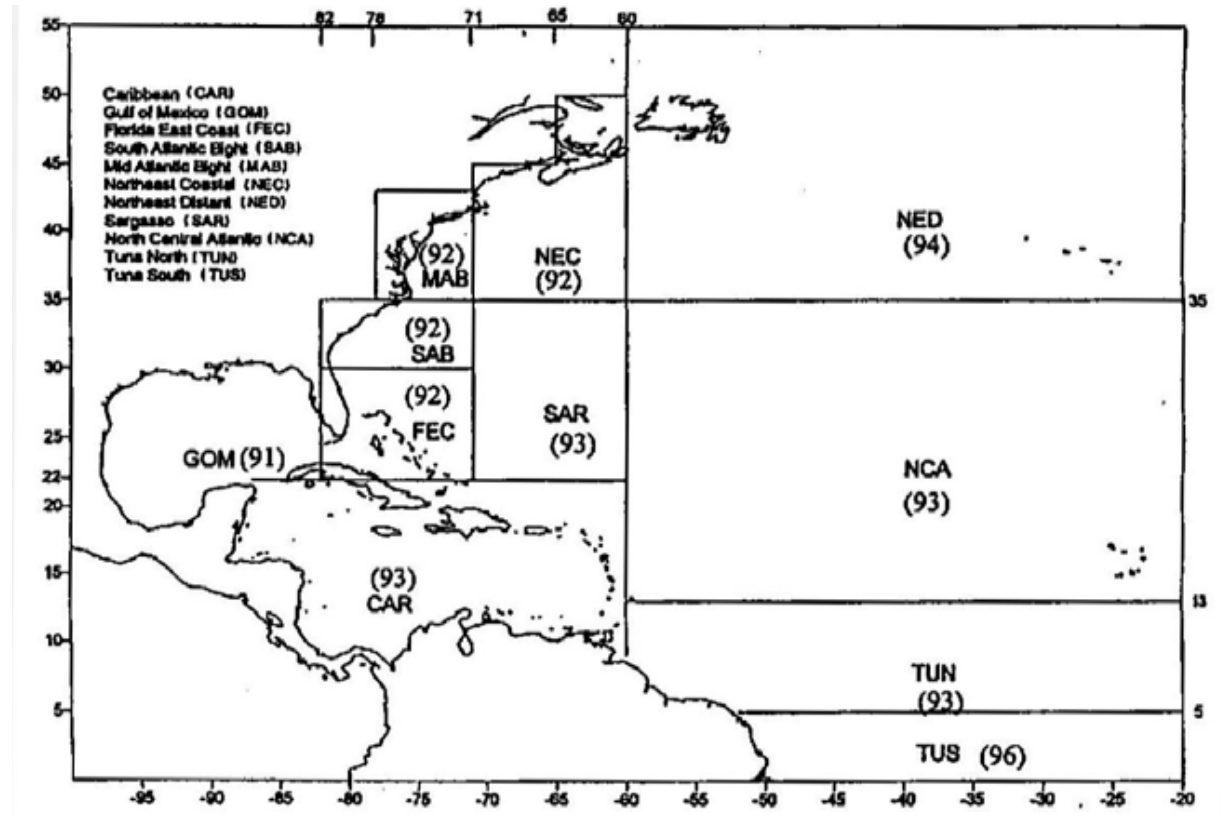 82 78 71 65 60
55
50
45
40
35
30
25
22
20
15
10
5
Caribbean (CAR)
Gulf of Mexico (GOM)
Florida East Coast (FEC)
South Atlantic Bight (SAB)
Mid Atlantic Bight (MAB)
Northeast Coastal (NEC)
Northeast Distant (NED)
Sargasso (SAR)
North Central Atlantic (NCA)
Tuna North (TUN)
Tuna South (TUS)
NED
(94)
(92)
MAB
NEC
(92)
35
(92)
SAB
(92)
FEC
SAR
(93)
GOM (91)
NCA
(93)
(93)
CAR
13
TUN
(93)
5
TUS (96)
-95 -90 -85 -80 -75 -70 -65 -60 -55 -50 -45 -40 -35 -30 -25 -20